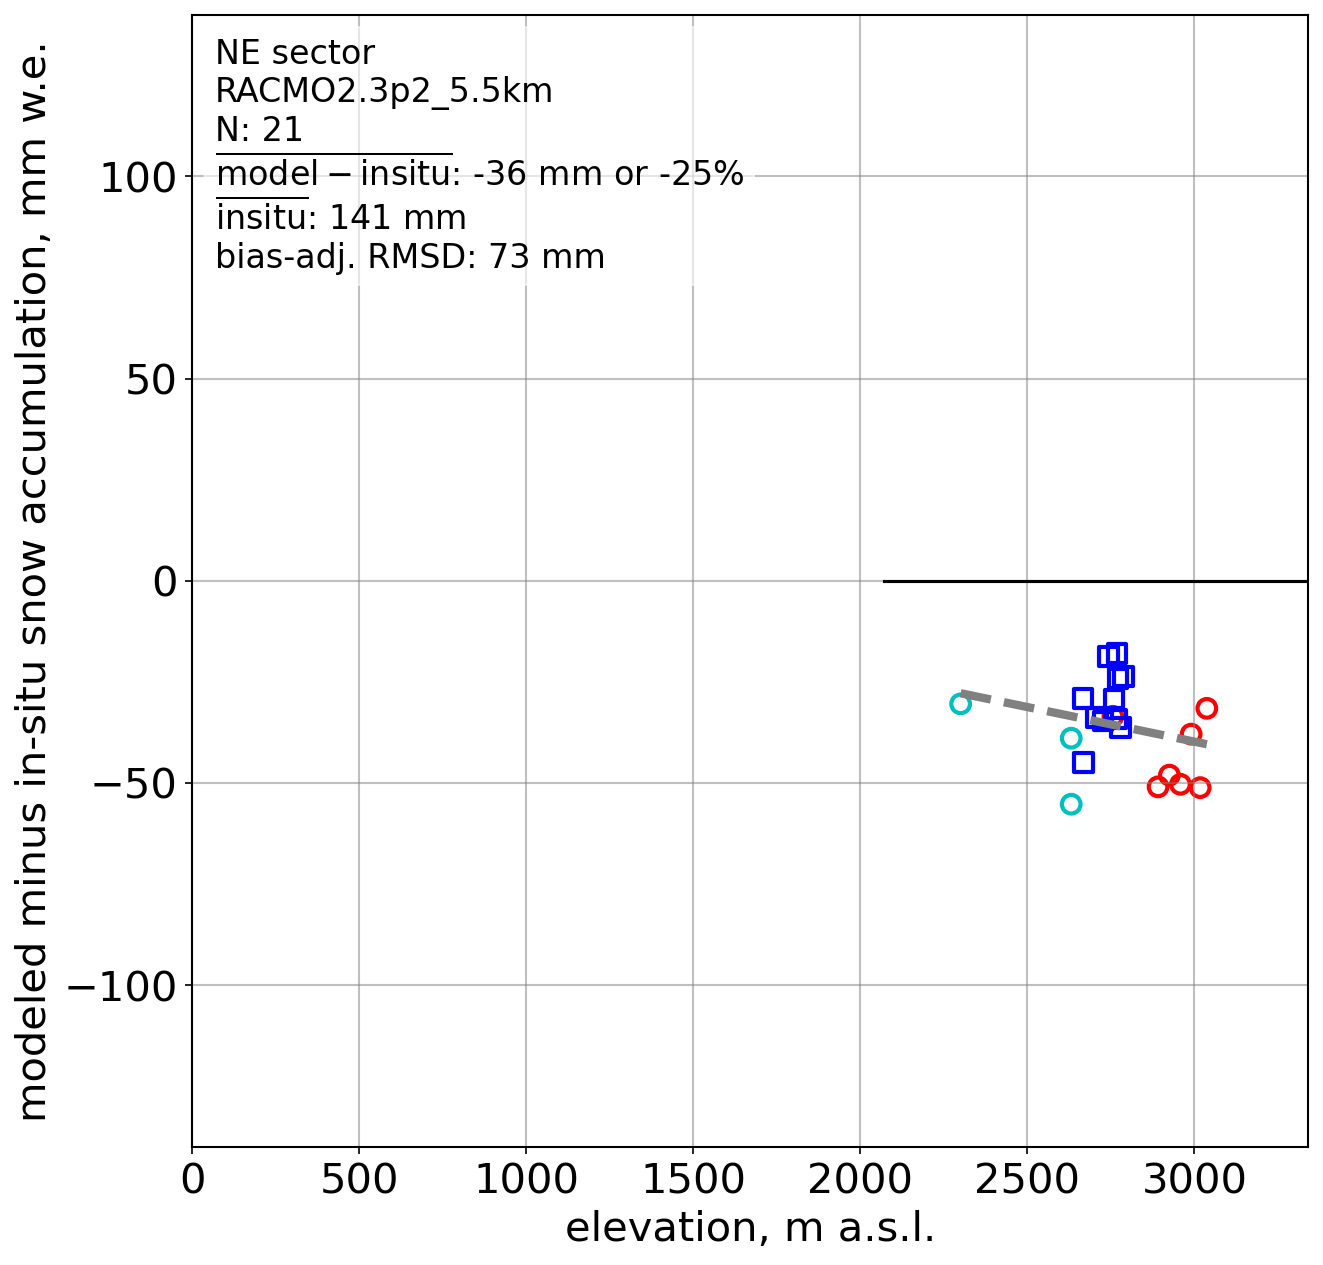 NE sector
RACMO2.3p2_5.5km
N: 21
model − insitu: -36 mm or -25%
insitu: 141 mm
bias-adj. RMSD: 73 mm
modeled minus in-situ snow accumulation, mm w.e.
100
50
0
−50
−100
0 500 1000 1500 2000 2500 3000
elevation, m a.s.l.